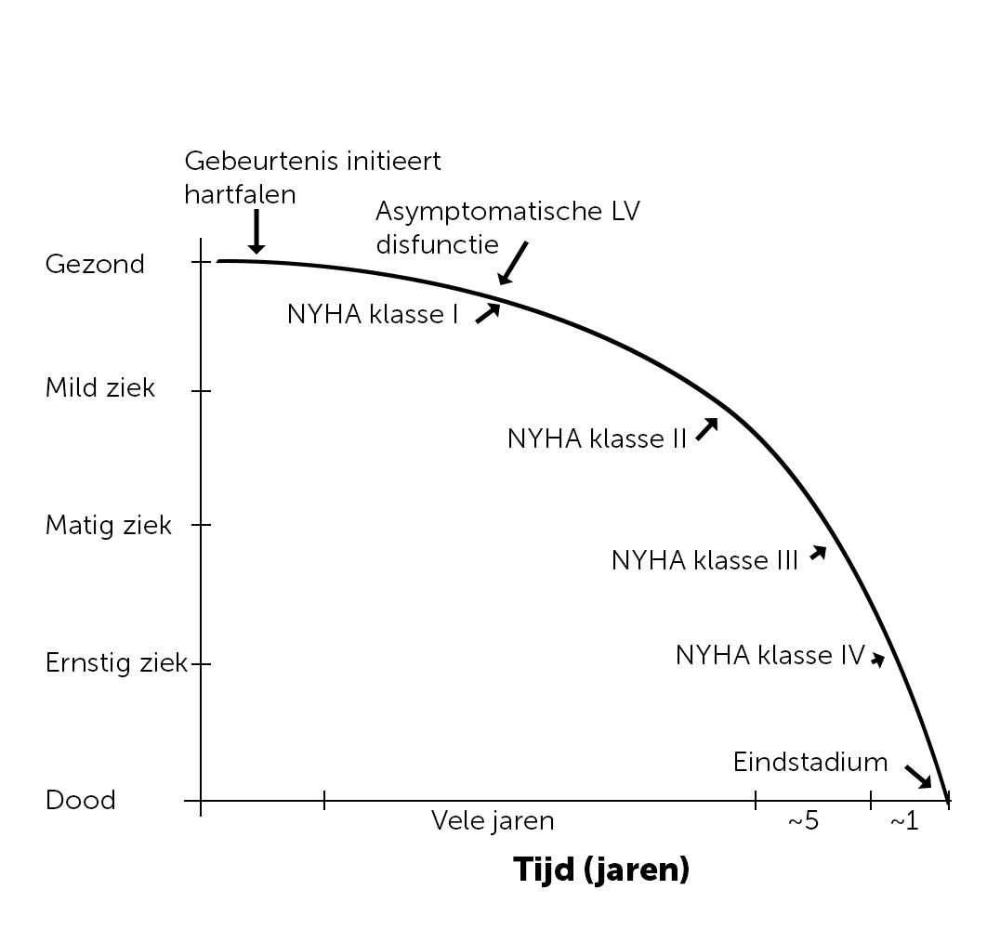 Gebeurtenis initieert
hartfalen
Asymptomatische LV
disfunctie
Gezond
NYHA klasse I
Mild ziek
NYHA klasse II
Matig ziek
NYHA klasse III
NYHA klasse IV
Ernstig ziek
Eindstadium
Dood
Vele jaren
~5
~1
Tijd (jaren)